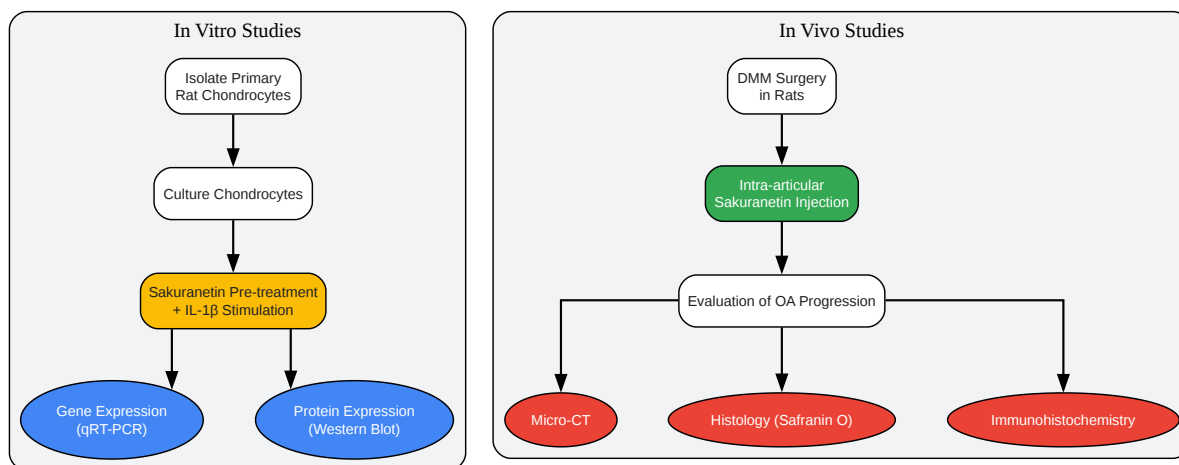 In Vitro Studies
Isolate Primary
Rat Chondrocytes
Culture Chondrocytes
Sakuranetin Pre-treatment
+ IL-1β Stimulation
Gene Expression
(qRT-PCR)
Protein Expression
(Western Blot)
In Vivo Studies
DMM Surgery
in Rats
Intra-articular
Sakuranetin Injection
Evaluation of OA Progression
Micro-CT
Histology (Safranin O)
Immunohistochemistry